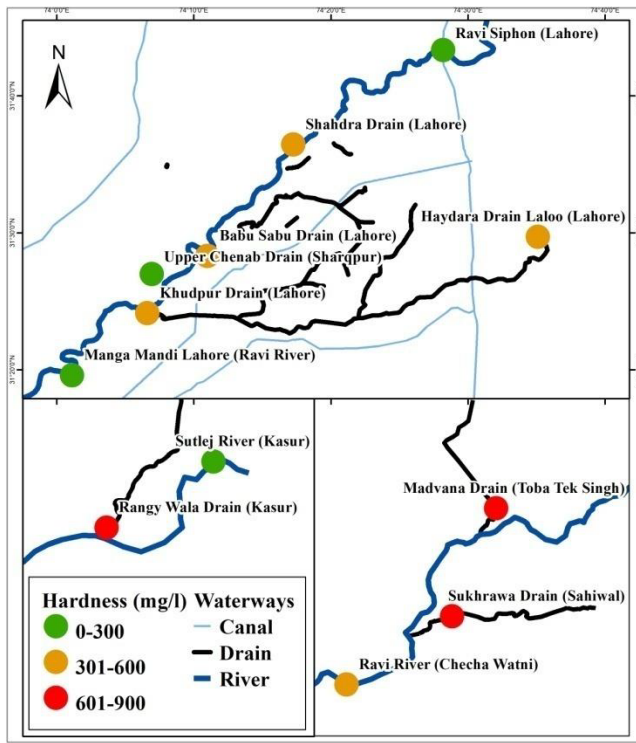 74°0'0"E 74°10'0"E 74°20'0"E 74°30'0"E 74°40'0"E
N
31°40'0"N
31°30'0"N
31°20'0"N
Ravi Siphon (Lahore)
Shahdra Drain (Lahore)
Haydara Drain Laloo (Lahore)
Babu Sabu Drain (Lahore)
Upper Chenab Drain (Sharqpur)
Khudpur Drain (Lahore)
Manga Mandi Lahore (Ravi River)
Sutlej River (Kasur)
Rangy Wala Drain (Kasur)
Madvana Drain (Toba Tek Singh)
Sukhrawa Drain (Sahiwal)
Ravi River (Checha Watni)
Hardness (mg/l) Waterways
0-300 Canal
301-600 Drain
601-900 River